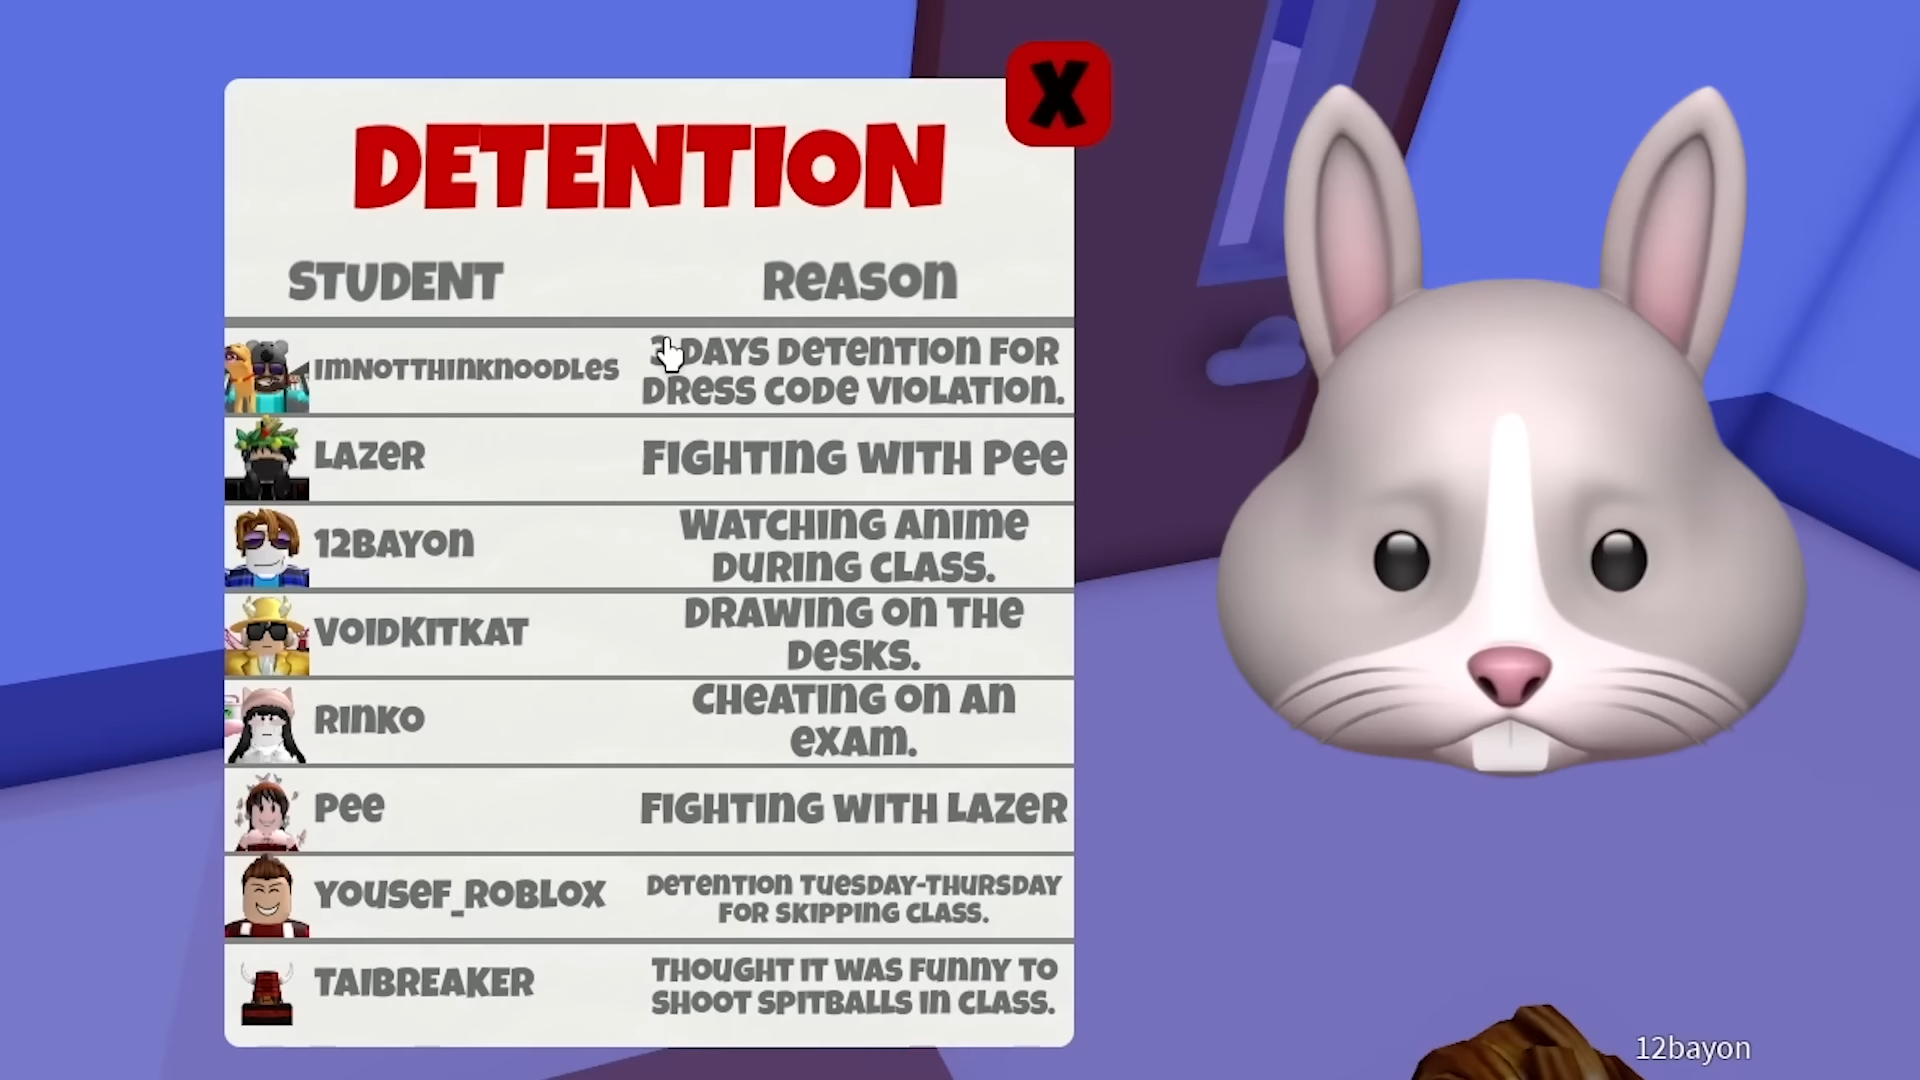 X
DETENTION
STUDENT REASON
IMNOTTHINKNOODLES
DAYS DETENTION FOR
DRESS CODE VIOLATION.
LAZER FIGHTING WITH PEE
12BAYON
WATCHING ANIME
DURING CLASS.
VOIDKITKAT
DRAWING ON THE
DESKS.
RINKO
CHEATING ON AN
EXAM.
PEE FIGHTING WITH LAZER
YOUSEF_ROBLOX
DETENTION TUESDAY-THURSDAY
FOR SKIPPING CLASS.
TAIBREAKER
THOUGHT IT WAS FUNNY TO
SHOOT SPITBALLS IN CLASS.
12bayon